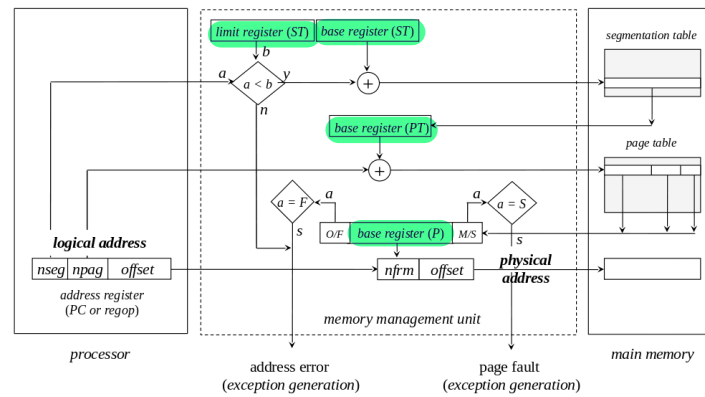 limit register (ST)
base register (ST)
segmentation table
b
a
a < b
y
+
n
base register (PT)
page table
+
a
a = F
a
a = S
s
O/F
base register (P)
M/S
s
logical address
nseg
npag
offset
nfrm
offset
physical
address
address register
(PC or regop)
memory management unit
processor
address error
(exception generation)
page fault
(exception generation)
main memory